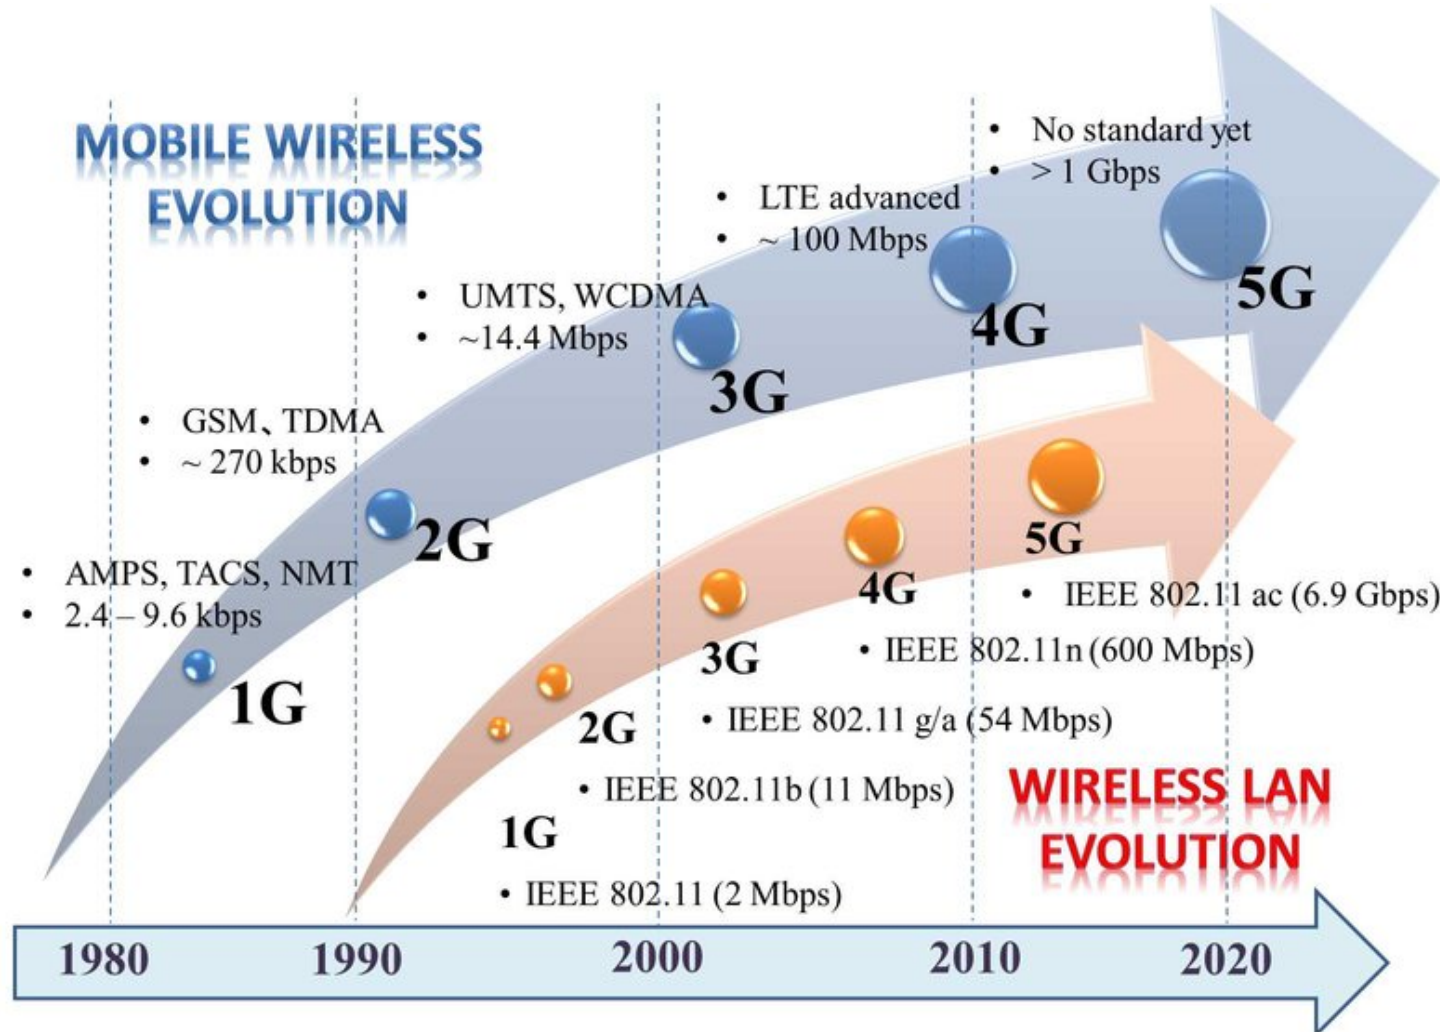 MOBILE WIRELESS
EVOLUTION
• No standard yet
• > 1 Gbps
5G
• LTE advanced
• ~ 100 Mbps
4G
• UMTS, WCDMA
• ~14.4 Mbps
3G
• GSM、TDMA
• ~ 270 kbps
2G
• AMPS, TACS, NMT
• 2.4 – 9.6 kbps
1G
5G
• IEEE 802.11 ac (6.9 Gbps)
4G
• IEEE 802.11n (600 Mbps)
3G
• IEEE 802.11 g/a (54 Mbps)
2G
• IEEE 802.11b (11 Mbps)
1G
• IEEE 802.11 (2 Mbps)
WIRELESS LAN
EVOLUTION
1980 1990 2000 2010 2020